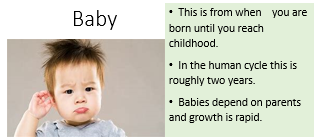 Baby
• This is from when you are
born until you reach
childhood.
• In the human cycle this is
roughly two years.
• Babies depend on parents
and growth is rapid.